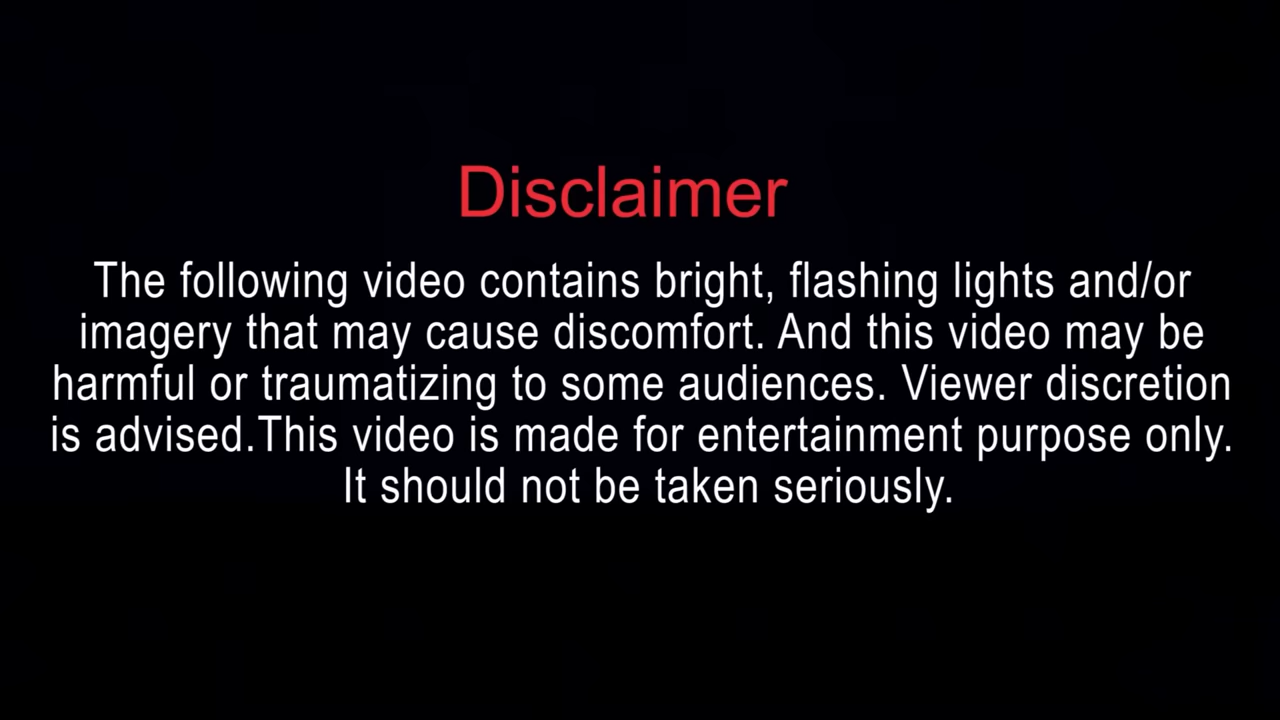 Disclaimer
The following video contains bright, flashing lights and/or
imagery that may cause discomfort. And this video may be
harmful or traumatizing to some audiences. Viewer discretion
is advised.This video is made for entertainment purpose only.
It should not be taken seriously.